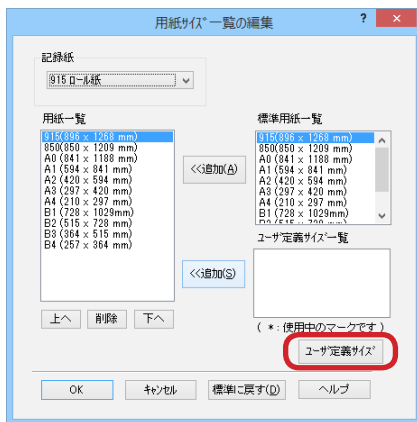 用紙ｻｲｽﾞ一覧の編集
?
×
記録紙
915 ロール紙
用紙一覧
915(896 x 1268 mm)
850(850 x 1209 mm)
A0 (841 x 1188 mm)
A1 (594 x 841 mm)
A2 (420 x 594 mm)
A3 (297 x 420 mm)
A4 (210 x 297 mm)
B1 (728 x 1029mm)
B2 (515 x 728 mm)
B3 (364 x 515 mm)
B4 (257 x 364 mm)
<<追加(A)
標準用紙一覧
915(896 x 1268 mm)
850(850 x 1209 mm)
A0 (841 x 1188 mm)
A1 (594 x 841 mm)
A2 (420 x 594 mm)
A3 (297 x 420 mm)
A4 (210 x 297 mm)
B1 (728 x 1029mm)
ユーザ定義サイズ一覧
<<追加(S)
上へ
削除
下へ
( *: 使用中のマークです )
ﾕｰｻﾞ定義ｻｲｽﾞ
OK
ｷｬﾝｾﾙ
標準に戻す(D)
ヘルプ